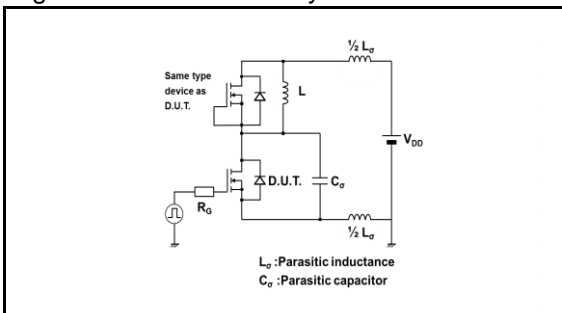 ½ Lσ
Same type
device as
D.U.T.
L
VDD
D.U.T.
Cσ
RG
½ Lσ
Lσ :Parasitic inductance
Cσ :Parasitic capacitor